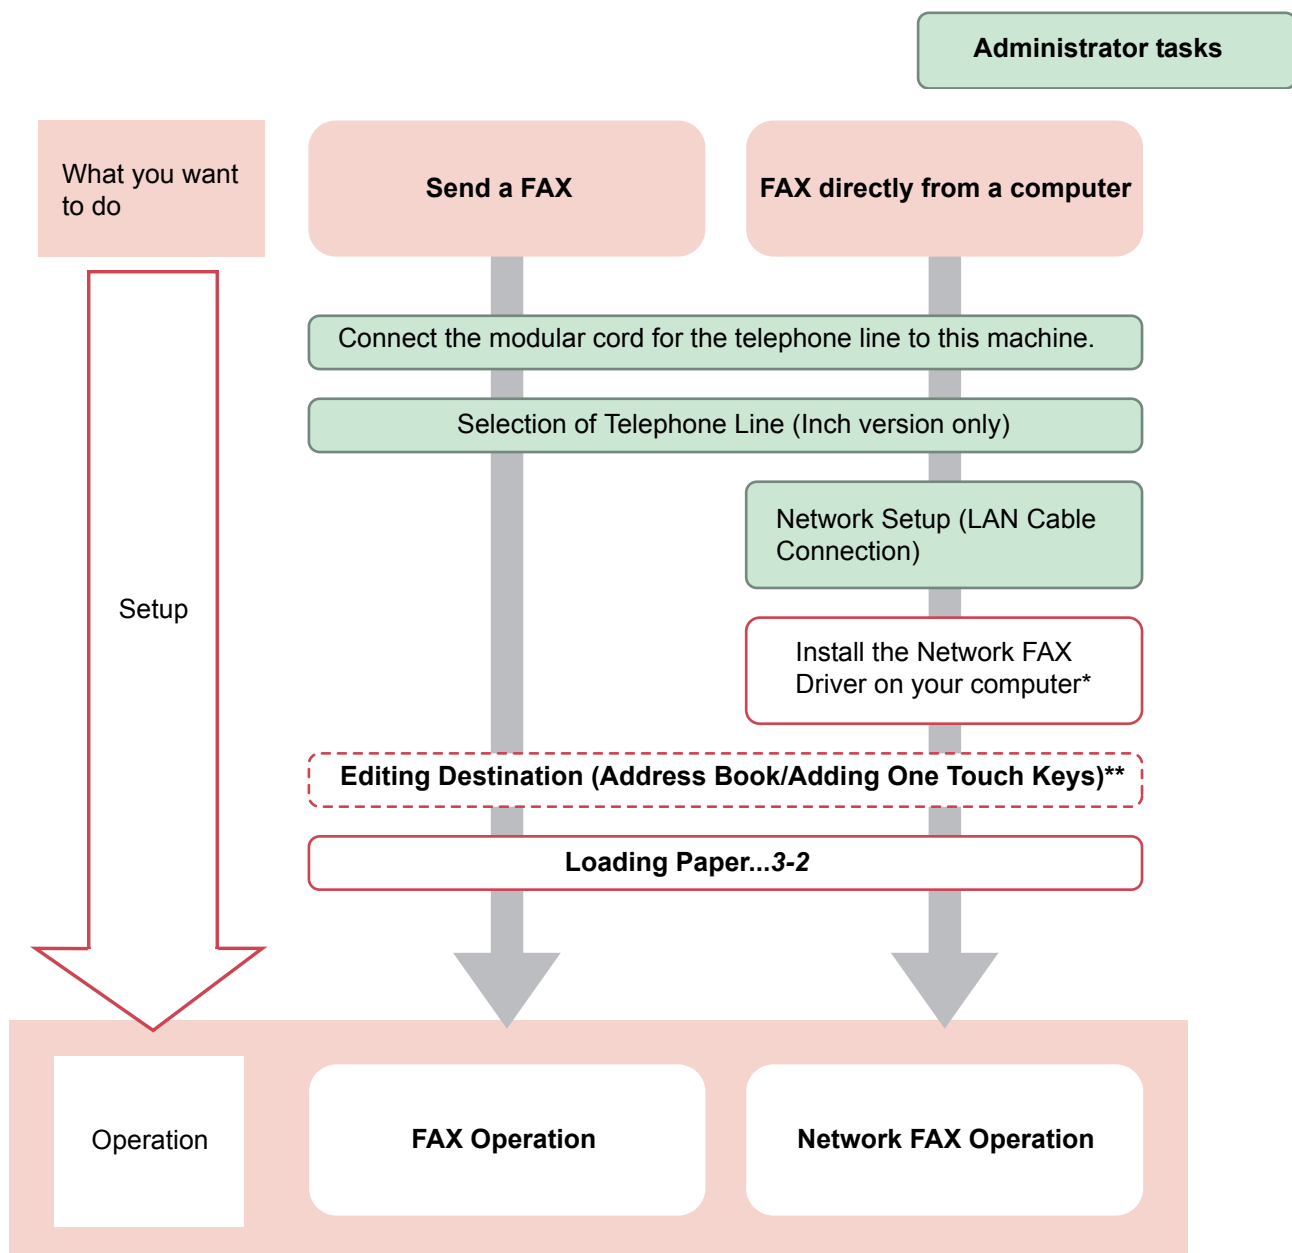 Administrator tasks
What you want
to do
Send a FAX
FAX directly from a computer
Connect the modular cord for the telephone line to this machine.
Selection of Telephone Line (Inch version only)
Network Setup (LAN Cable
Connection)
Setup
Install the Network FAX
Driver on your computer*
Editing Destination (Address Book/Adding One Touch Keys)**
Loading Paper...3-2
Operation
FAX Operation
Network FAX Operation